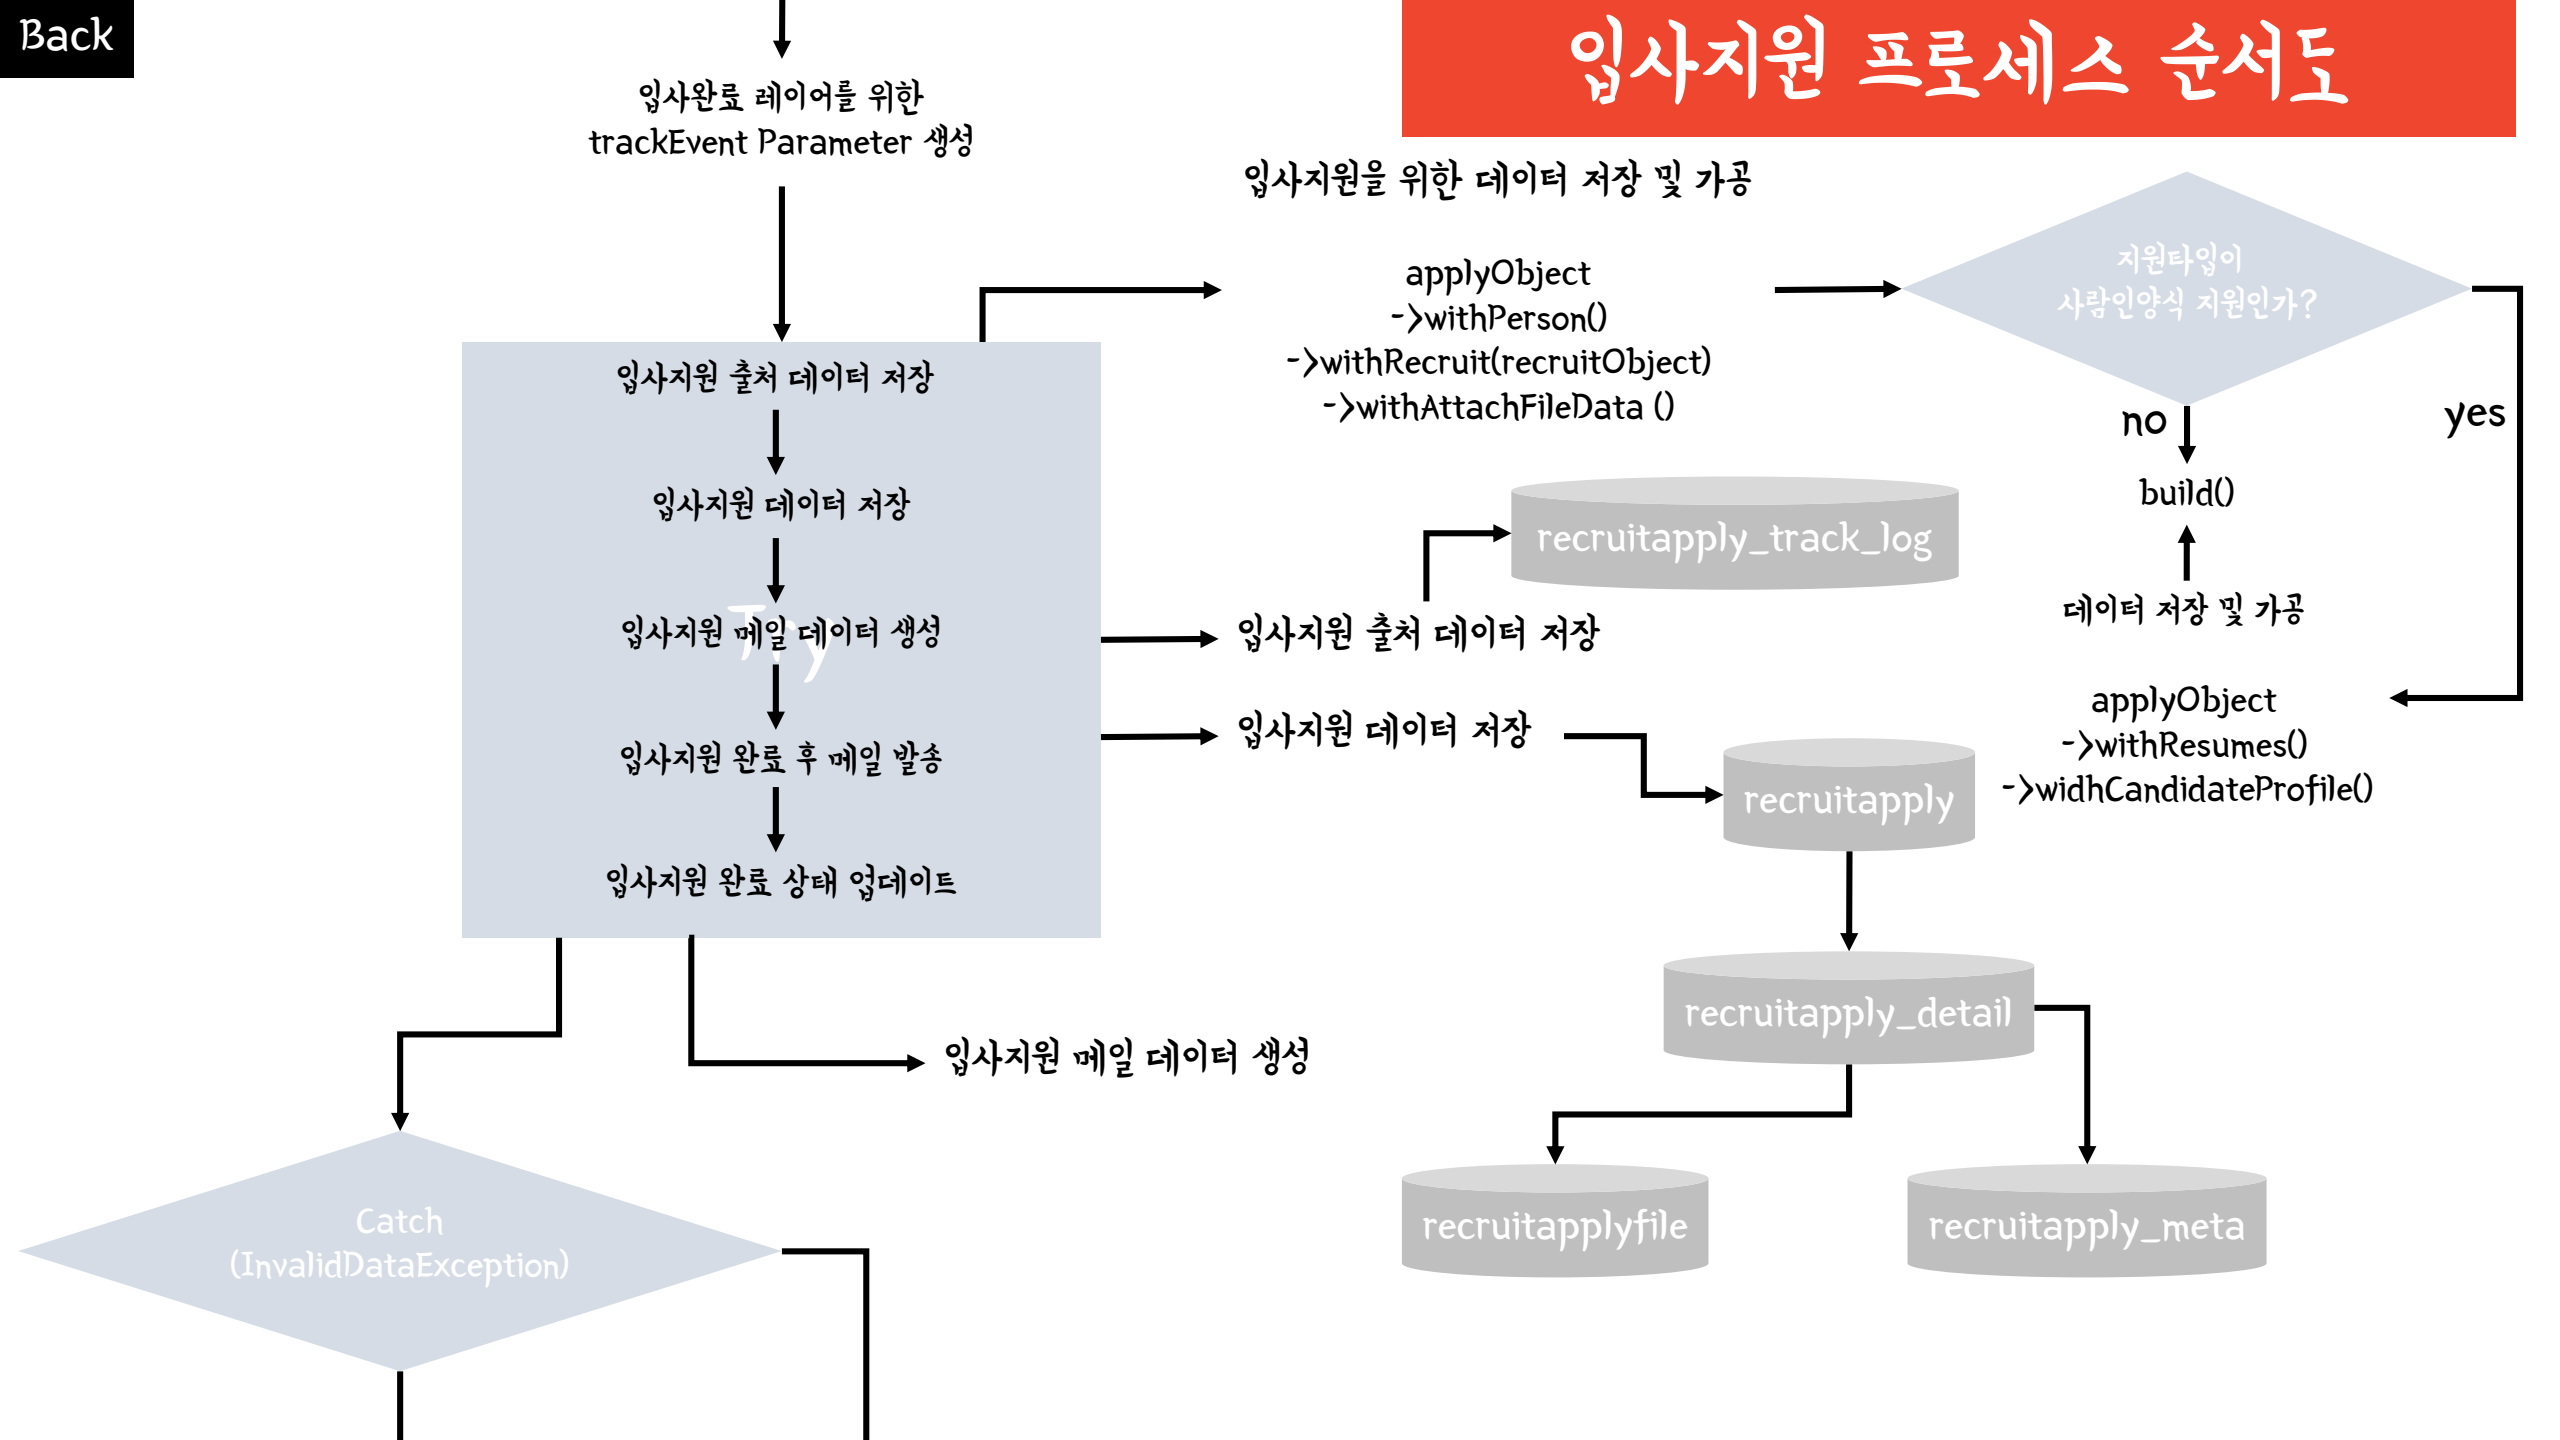 Back
입사지원 프로세스 순서도
입사완료 레이어를 위한
trackEvent Parameter 생성
입사지원을 위한 데이터 저장 및 가공
applyObject
->withPerson()
->withRecruit(recruitObject)
->withAttachFileData ()
지원타입이
사람인양식 지원인가?
no
yes
build()
데이터 저장 및 가공
applyObject
->withResumes()
->widhCandidateProfile()
Try
입사지원 출처 데이터 저장
입사지원 데이터 저장
입사지원 메일 데이터 생성
입사지원 완료 후 메일 발송
입사지원 완료 상태 업데이트
recruitapply_track_log
입사지원 출처 데이터 저장
입사지원 데이터 저장
recruitapply
recruitapply_detail
입사지원 메일 데이터 생성
recruitapplyfile
recruitapply_meta
Catch
(InvalidDataException)